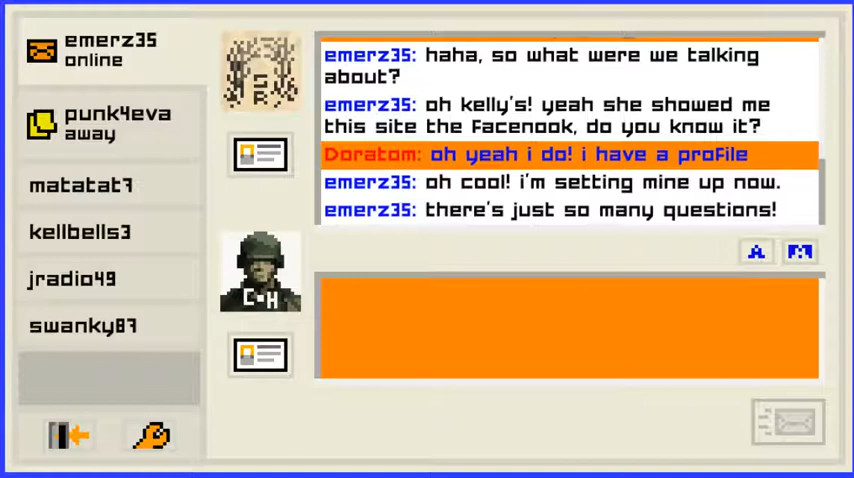 emerz35
online
punk4eva
away
matatat7
kellbells3
jradio49
swanky87
SR
emerz35: haha, so what were we talking
about?
emerz35: oh kelly's! yeah she showed me
this site the Facenook, do you know it?
Doratom: oh yeah i do! i have a profile
emerz35: oh cool! i'm setting mine up now.
emerz35: there's just so many questions!
A
C•H